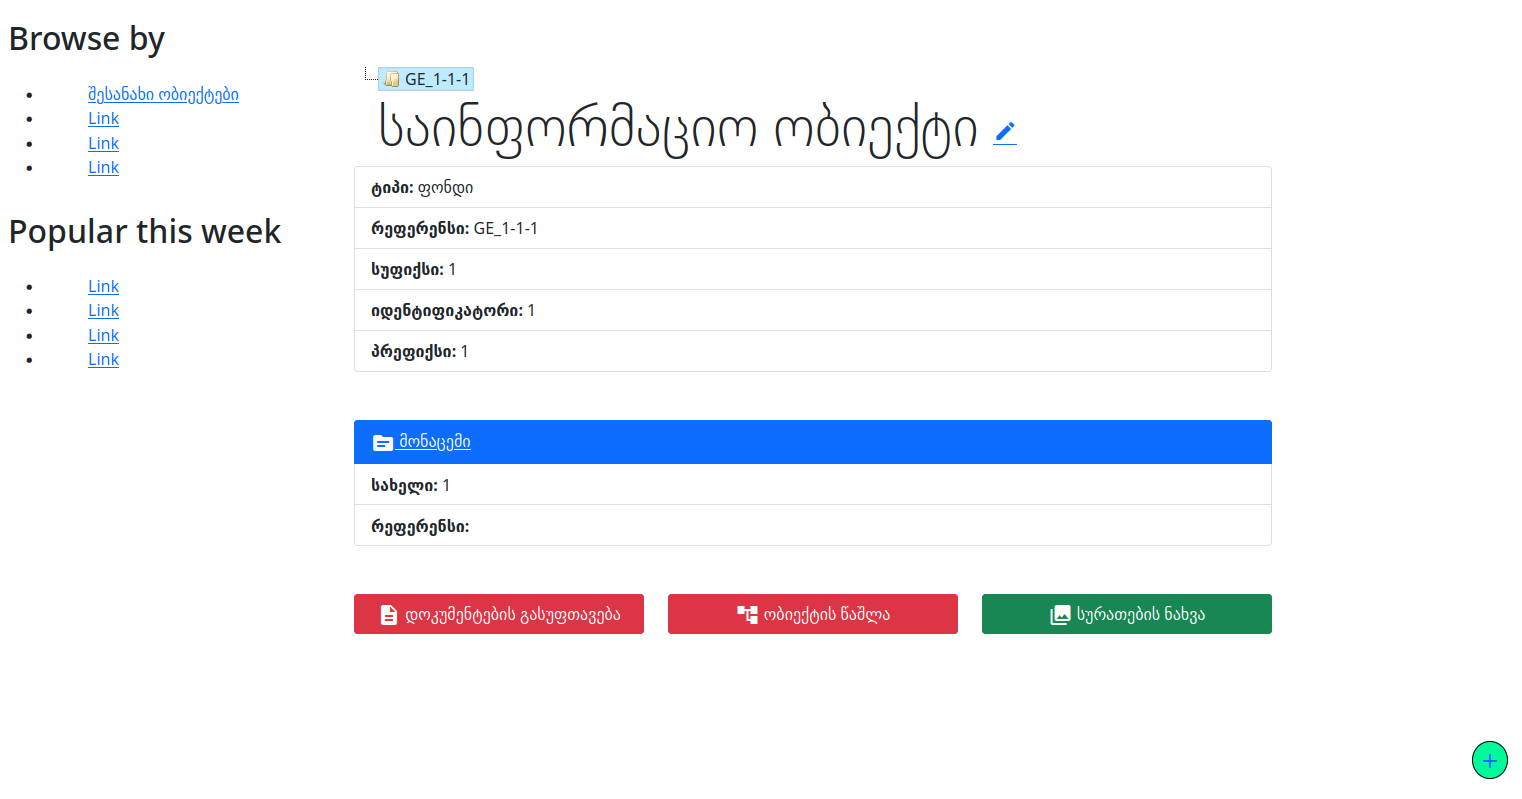 Browse by
შესანახი ობიექტები
Link
Link
Link
Popular this week
Link
Link
Link
Link
GE_1-1-1
საინფორმაციო ობიექტი
ტიპი: ფონდი
რეფერენსი: GE_1-1-1
სუფიქსი: 1
იდენტიფიკატორი: 1
პრეფიქსი: 1
მონაცემი
სახელი: 1
რეფერენსი:
დოკუმენტების გასუფთავება
ობიექტის წაშლა
სურათების ნახვა